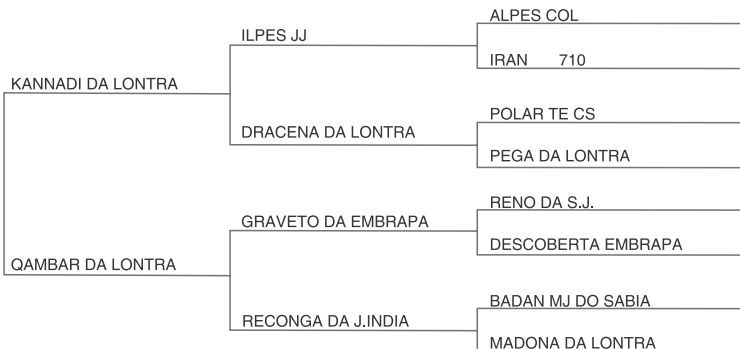 ALPES COL
ILPES JJ
IRAN 710
KANNADI DA LONTRA
POLAR TE CS
DRACENA DA LONTRA
PEGA DA LONTRA
RENO DA S.J.
GRAVETO DA EMBRAPA
DESCOBERTA EMBRAPA
QAMBAR DA LONTRA
BADAN MJ DO SABIA
RECONGA DA J.INDIA
MADONA DA LONTRA